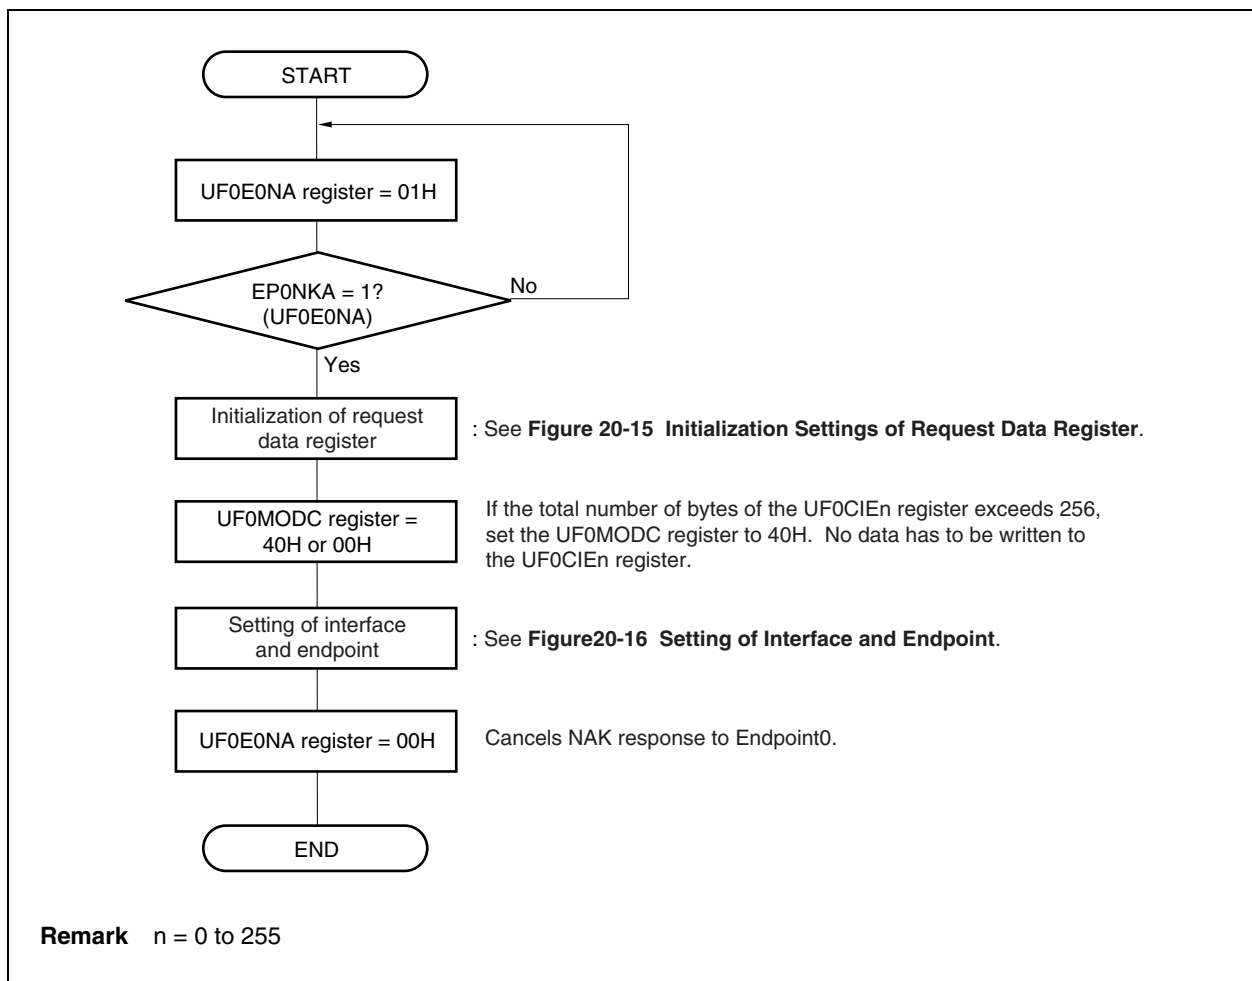 START
UF0E0NA register = 01H
EP0NKA = 1?
(UF0E0NA)
No
Yes
Initialization of request
data register
: See Figure 20-15  Initialization Settings of Request Data Register.
UF0MODC register =
40H or 00H
If the total number of bytes of the UF0CIEn register exceeds 256,
set the UF0MODC register to 40H.  No data has to be written to
the UF0CIEn register.
Setting of interface
and endpoint
: See Figure20-16  Setting of Interface and Endpoint.
UF0E0NA register = 00H
Cancels NAK response to Endpoint0.
END
Remark   n = 0 to 255